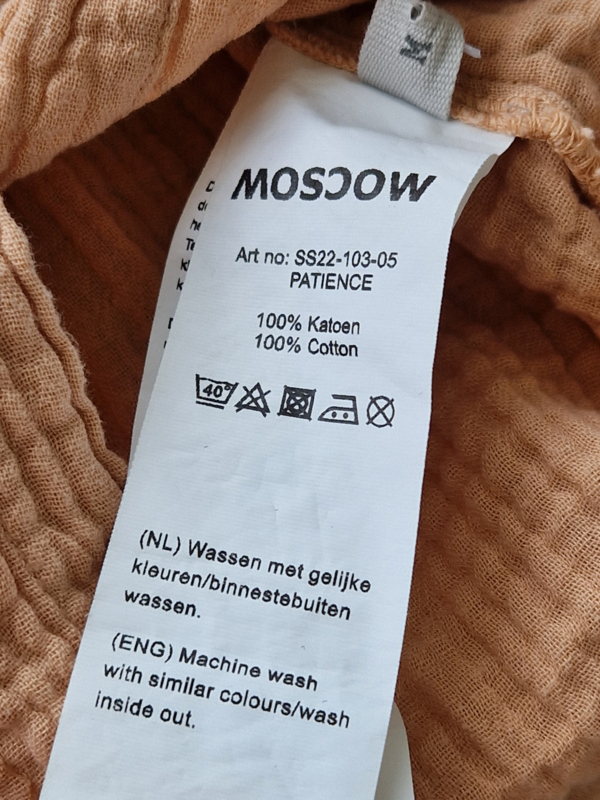 M
MOSCOW
Art no: SS22-103-05
PATIENCE
100% Katoen
100% Cotton
40°
(NL) Wassen met gelijke
kleuren/binnestebuiten
wassen.
(ENG) Machine wash
with similar colours/wash
inside out.